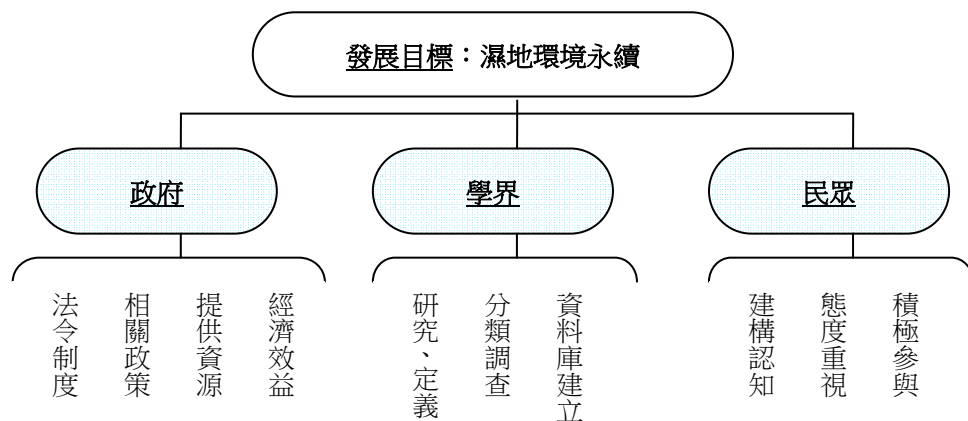 發展目標：濕地環境永續
政府
學界
民眾
法令制度
相關政策
提供資源
經濟效益
研究、定義
分類調查
資料庫建立
建構認知
態度重視
積極參與